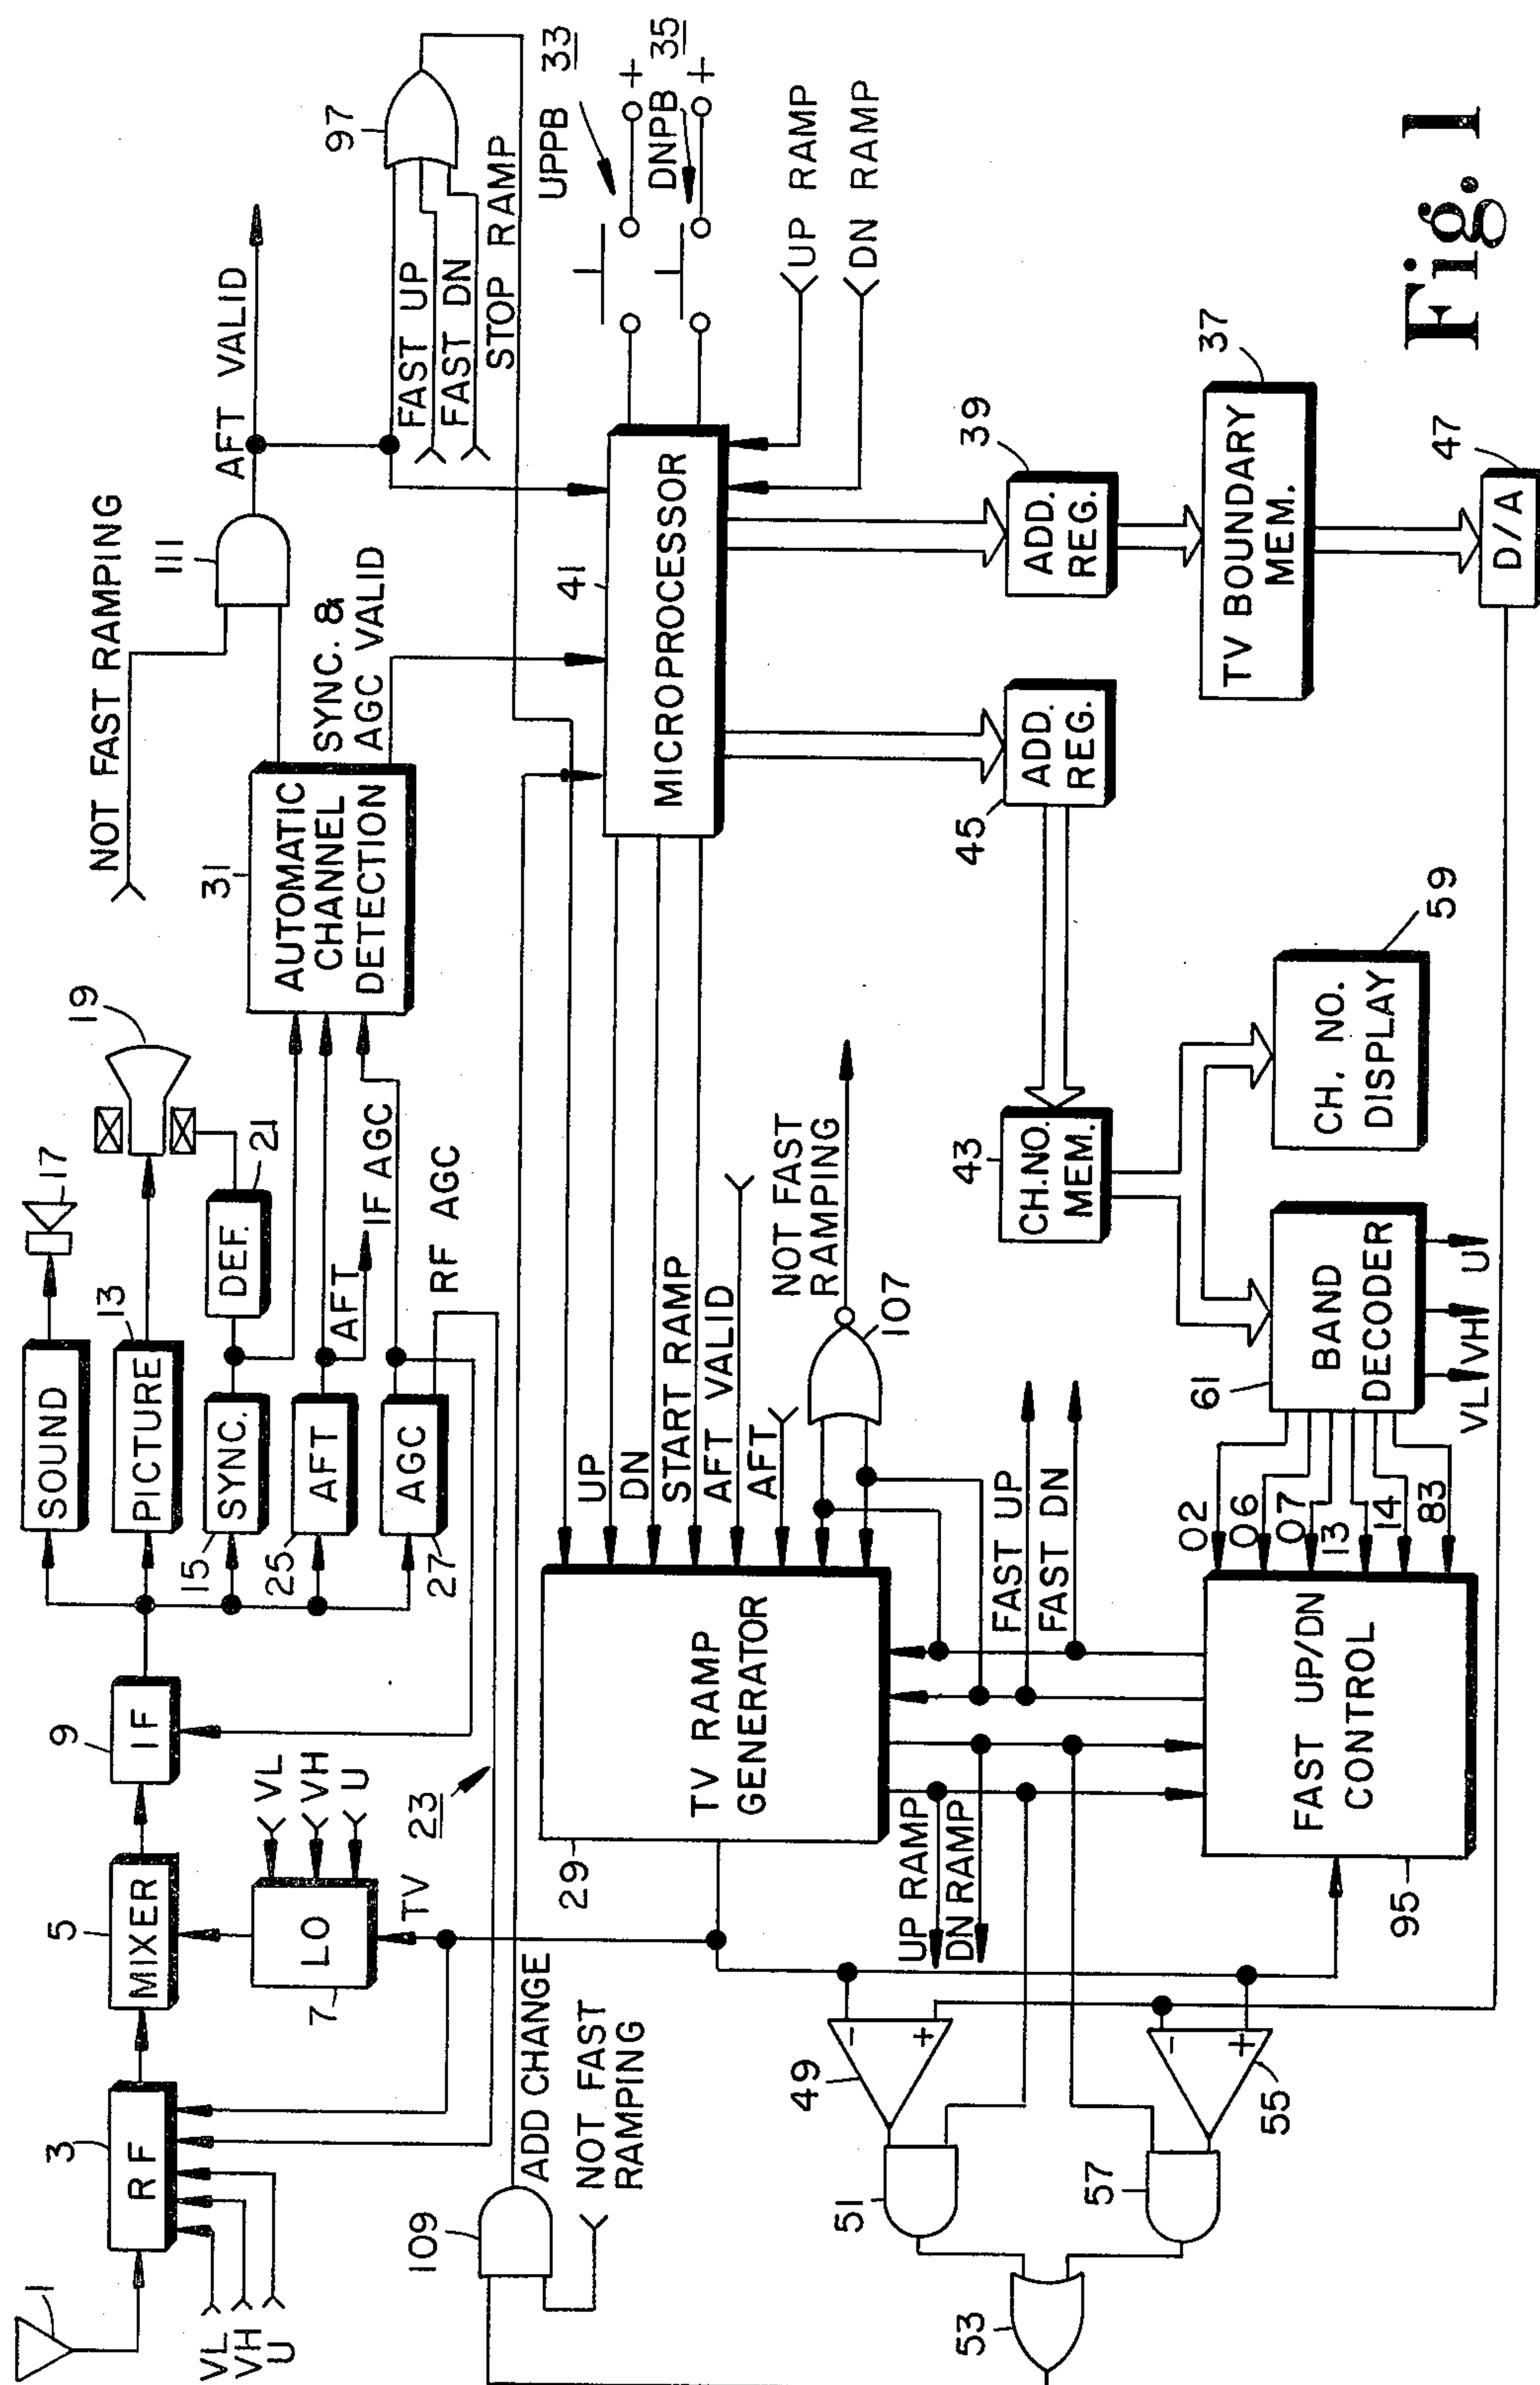 1
3
RF
VL
VH
U
5
MIXER
7
LO
VL
VH
U
TV
9
IF
SOUND
17
13
PICTURE
19
15
SYNC.
21
DEF.
25
AFT
AFT
27
AGC
IF AGC
RF AGC
23
31
AUTOMATIC
CHANNEL
DETECTION
SYNC. &
AGC VALID
NOT FAST RAMPING
111
AFT VALID
97
FAST UP
FAST DN
STOP RAMP
109
ADD CHANGE
NOT FAST
RAMPING
29
TV RAMP
GENERATOR
UP
DN
START RAMP
AFT VALID
AFT
107
NOT FAST
RAMPING
41
MICROPROCESSOR
UPPB
33
+
DNPB
35
+
UP RAMP
DN RAMP
UP RAMP
DN RAMP
FAST UP
FAST DN
49
-
+
51
53
55
-
+
57
95
FAST UP/DN
CONTROL
02
06
07
13
14
83
61
BAND
DECODER
VL
VH
U
43
CH.NO.
MEM.
59
CH. NO.
DISPLAY
45
ADD.
REG.
39
ADD.
REG.
37
TV BOUNDARY
MEM.
47
D/A
Fig. 1